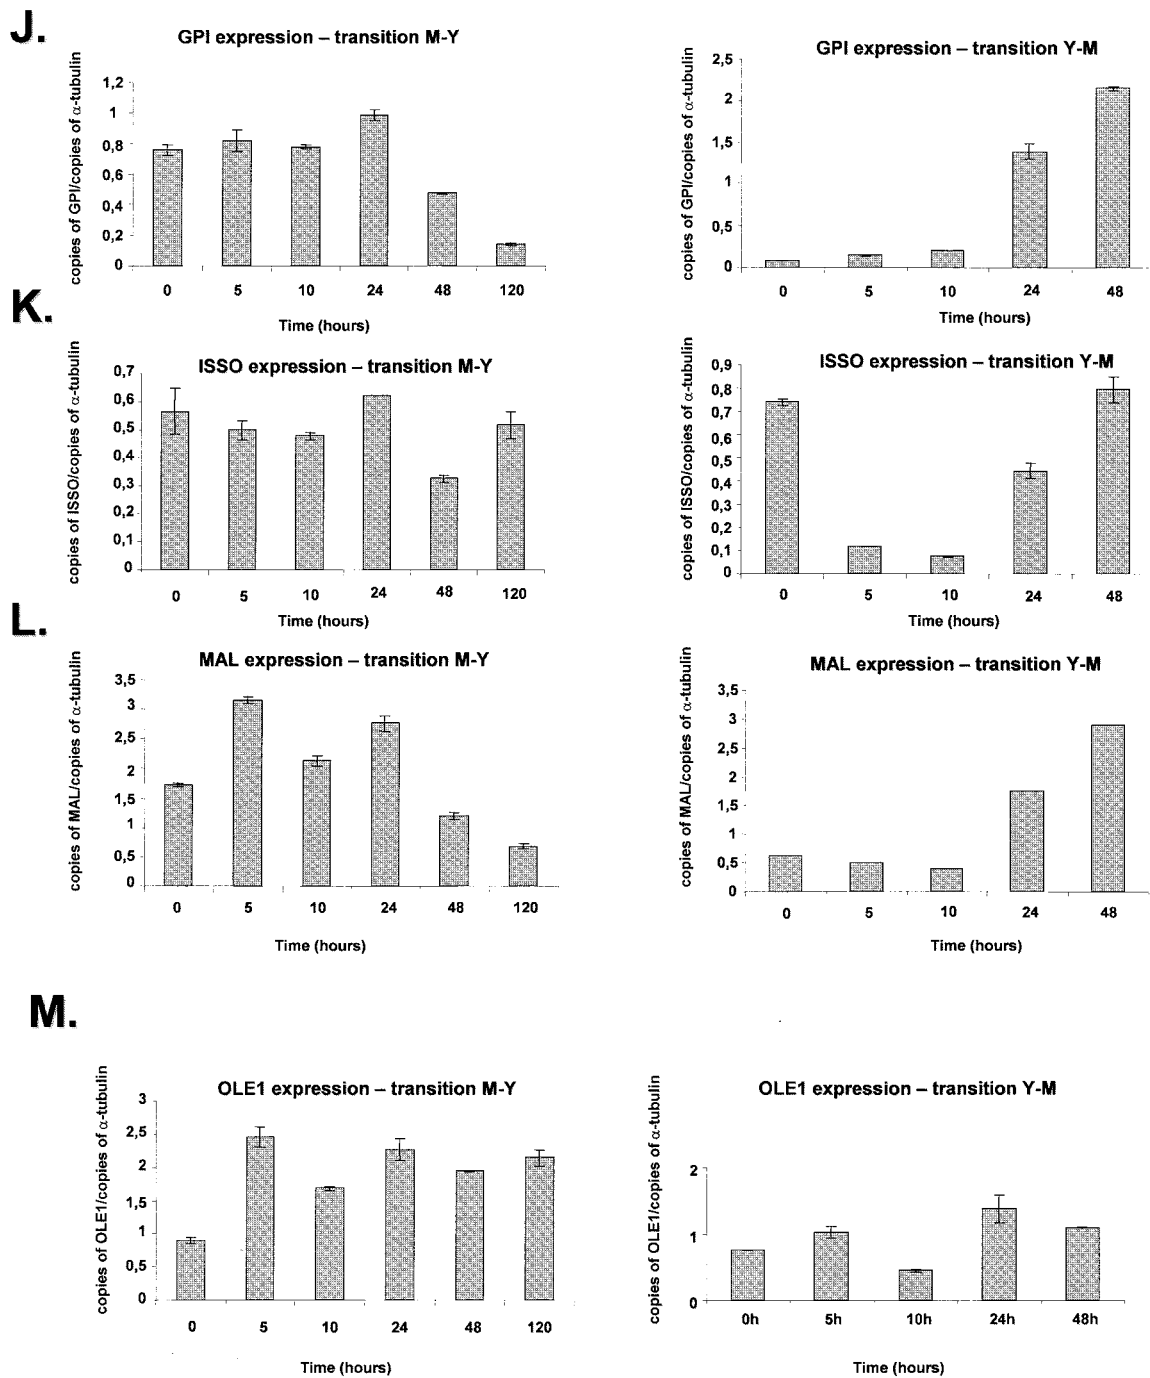 J.
GPI expression – transition M-Y
copies of GPI/copies of α-tubulin
1,2
1
0,8
0,6
0,4
0,2
0
0 5 10 24 48 120
Time (hours)
GPI expression – transition Y-M
copies of GPI/copies of α-tubulin
2,5
2
1,5
1
0,5
0
0 5 10 24 48
Time (hours)
K.
ISSO expression – transition M-Y
copies of ISSO/copies of α-tubulin
0,7
0,6
0,5
0,4
0,3
0,2
0,1
0
0 5 10 24 48 120
Time (hours)
ISSO expression – transition Y-M
copies of ISSO/copies of α-tubulin
0,9
0,8
0,7
0,6
0,5
0,4
0,3
0,2
0,1
0
0 5 10 24 48
Time (hours)
L.
MAL expression – transition M-Y
copies of MAL/copies of α-tubulin
3,5
3
2,5
2
1,5
1
0,5
0
0 5 10 24 48 120
Time (hours)
MAL expression – transition Y-M
copies of MAL/copies of α-tubulin
3,5
3
2,5
2
1,5
1
0,5
0
0 5 10 24 48
Time (hours)
M.
OLE1 expression – transition M-Y
copies of OLE1/copies of α-tubulin
3
2,5
2
1,5
1
0,5
0
0 5 10 24 48 120
Time (hours)
OLE1 expression – transition Y-M
copies of OLE1/copies of α-tubulin
2
1
0
0h 5h 10h 24h 48h
Time (hours)